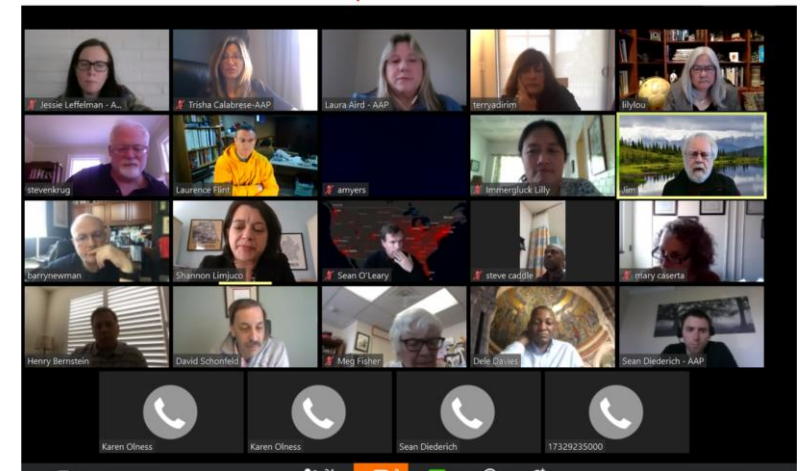 Jessie Leffelman - A...
Trisha Calabrese-AAP
Laura Aird - AAP
terryadirim
lilylou
stevenkrug
Laurence Flint
amyers
Immergluck Lilly
Jim
barrynewman
Shannon Limjuco
Sean O'Leary
steve caddle
mary caserta
Henry Bernstein
David Schonfeld
Meg Fisher
Dele Davies
Sean Diederich - AAP
Karen Olness
Karen Olness
Sean Diederich
17329235000